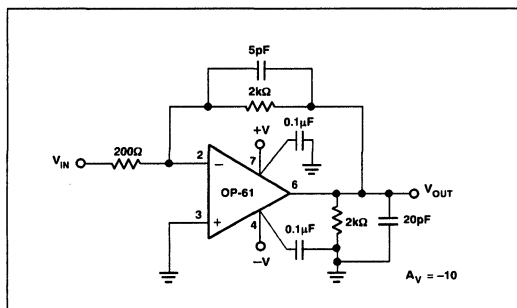 5pF
2kΩ
0.1µF
+V
200Ω
V_IN
2
−
7
OP-61
6
V_OUT
3
+
4
0.1µF
2kΩ
20pF
−V
A_V = −10